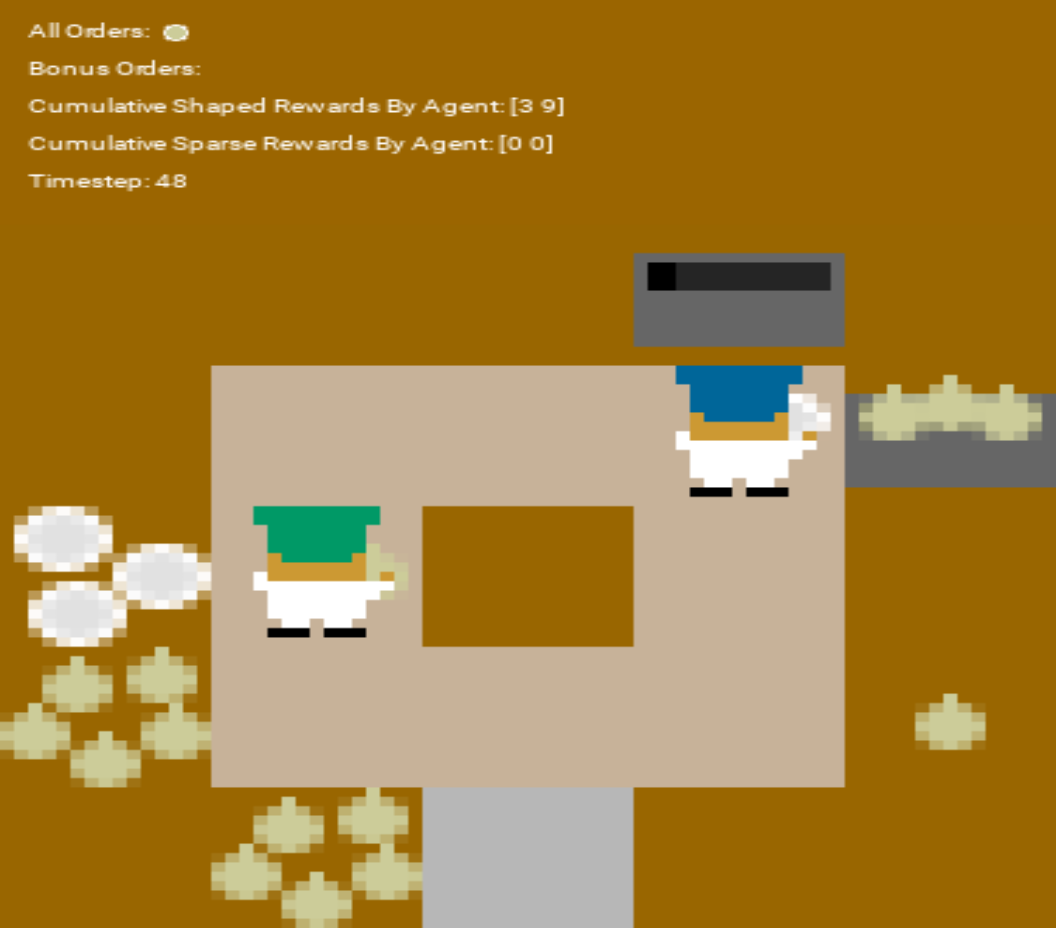 All Orders:
Bonus Orders:
Cumulative Shaped Rewards By Agent: [3 9]
Cumulative Sparse Rewards By Agent: [0 0]
Timestep: 48